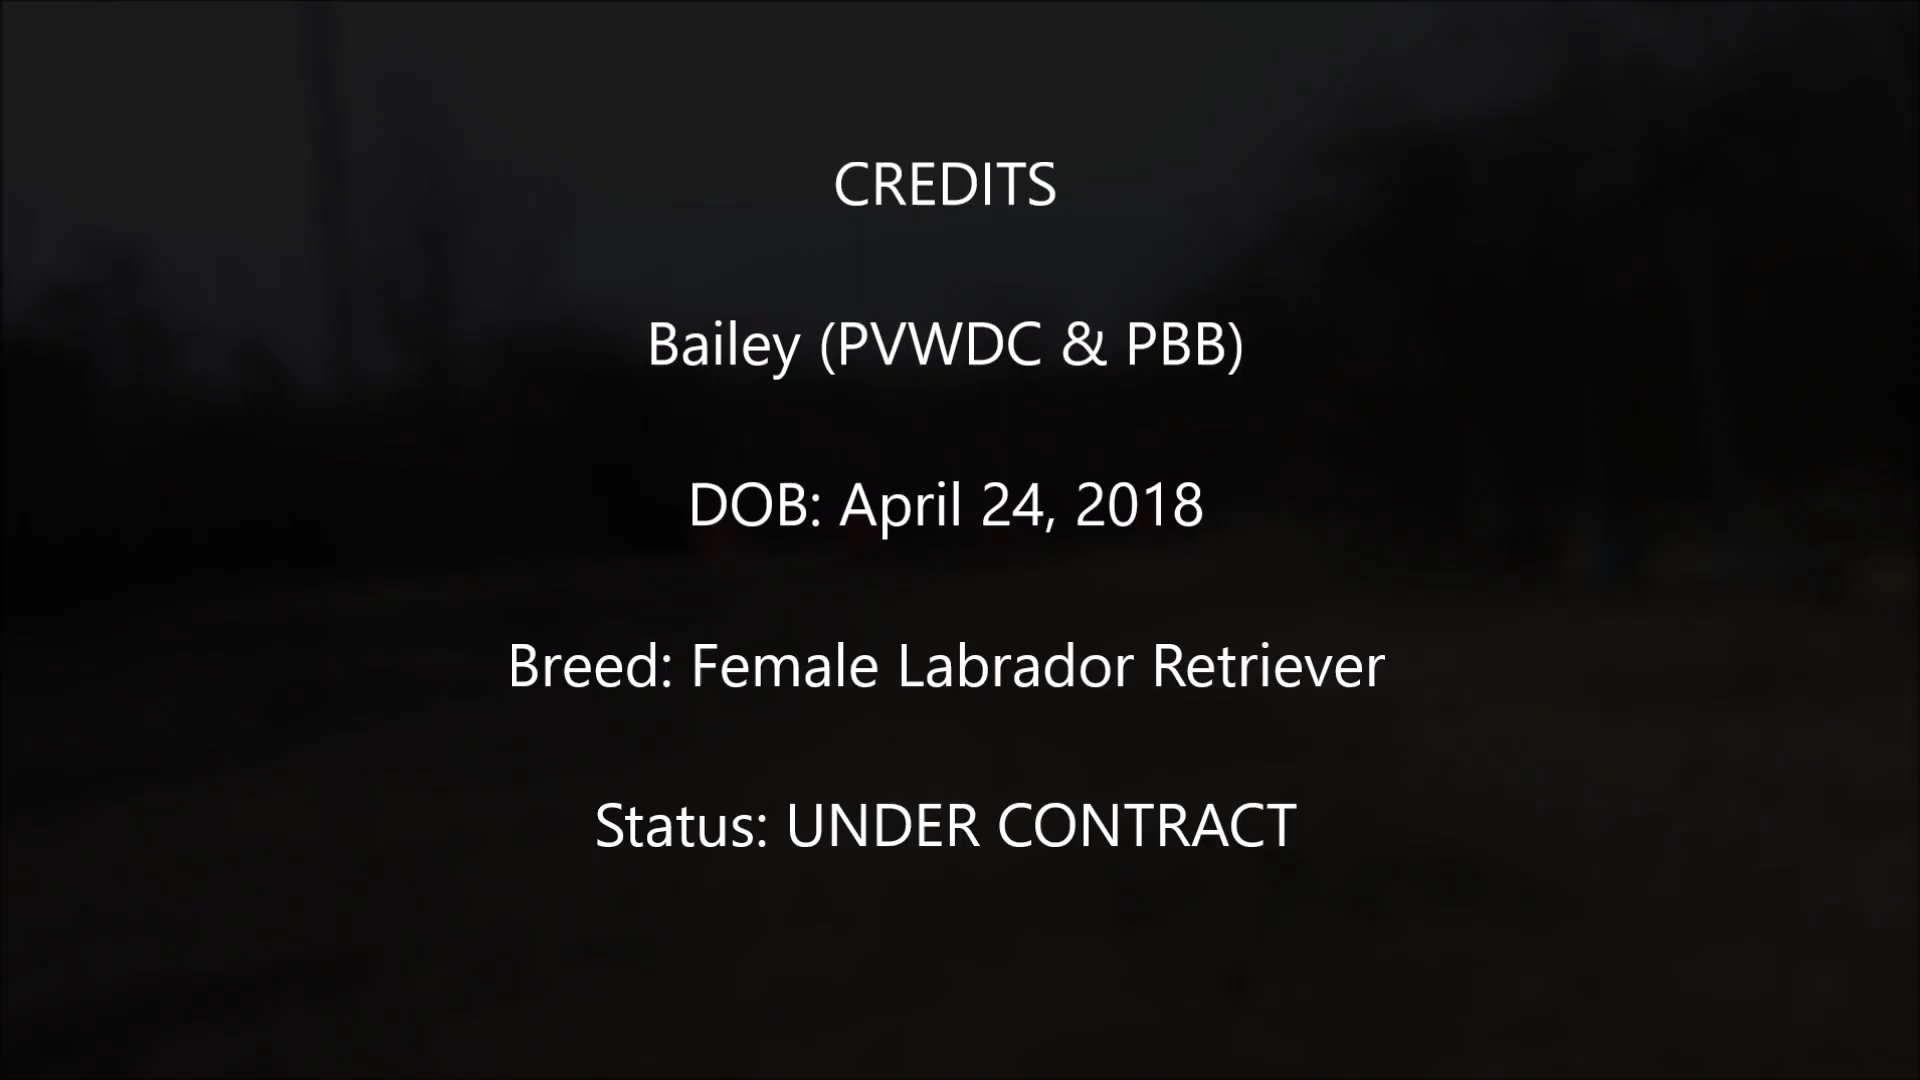 CREDITS
Bailey (PVWDC & PBB)
DOB: April 24, 2018
Breed: Female Labrador Retriever
Status: UNDER CONTRACT